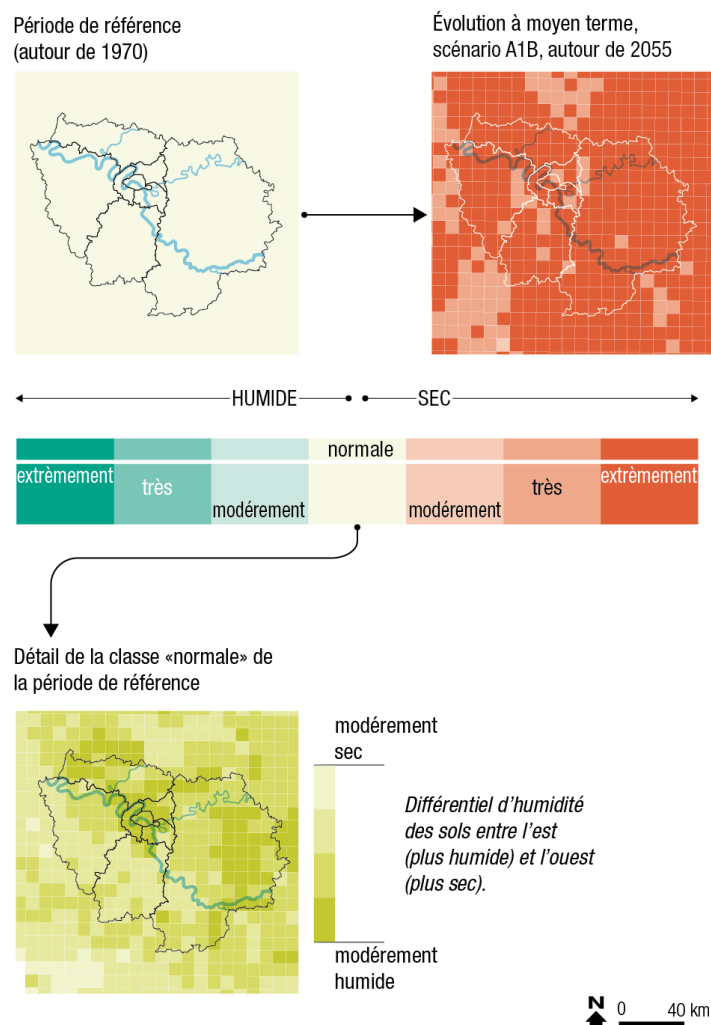 Période de référence
(autour de 1970)
Évolution à moyen terme,
scénario A1B, autour de 2055
HUMIDE
SEC
normale
extrèmement
très
modérement
modérement
très
extrèmement
Détail de la classe «normale» de
la période de référence
modérement
sec
Différentiel d’humidité
des sols entre l’est
(plus humide) et l’ouest
(plus sec).
modérement
humide
N
0
40 km